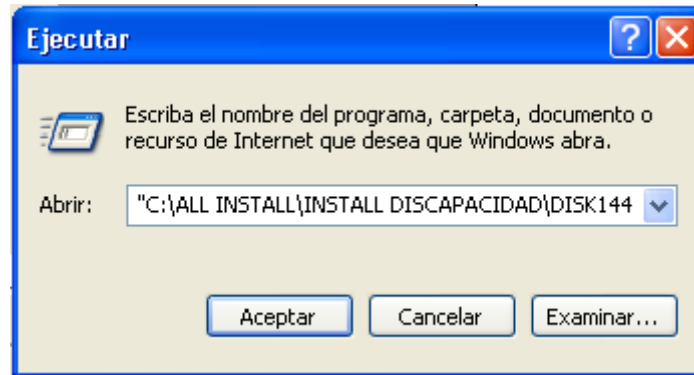 Ejecutar
Escriba el nombre del programa, carpeta, documento o
recurso de Internet que desea que Windows abra.
Abrir: "C:\ALL INSTALL\INSTALL DISCAPACIDAD\DISK144
Aceptar Cancelar Examinar...